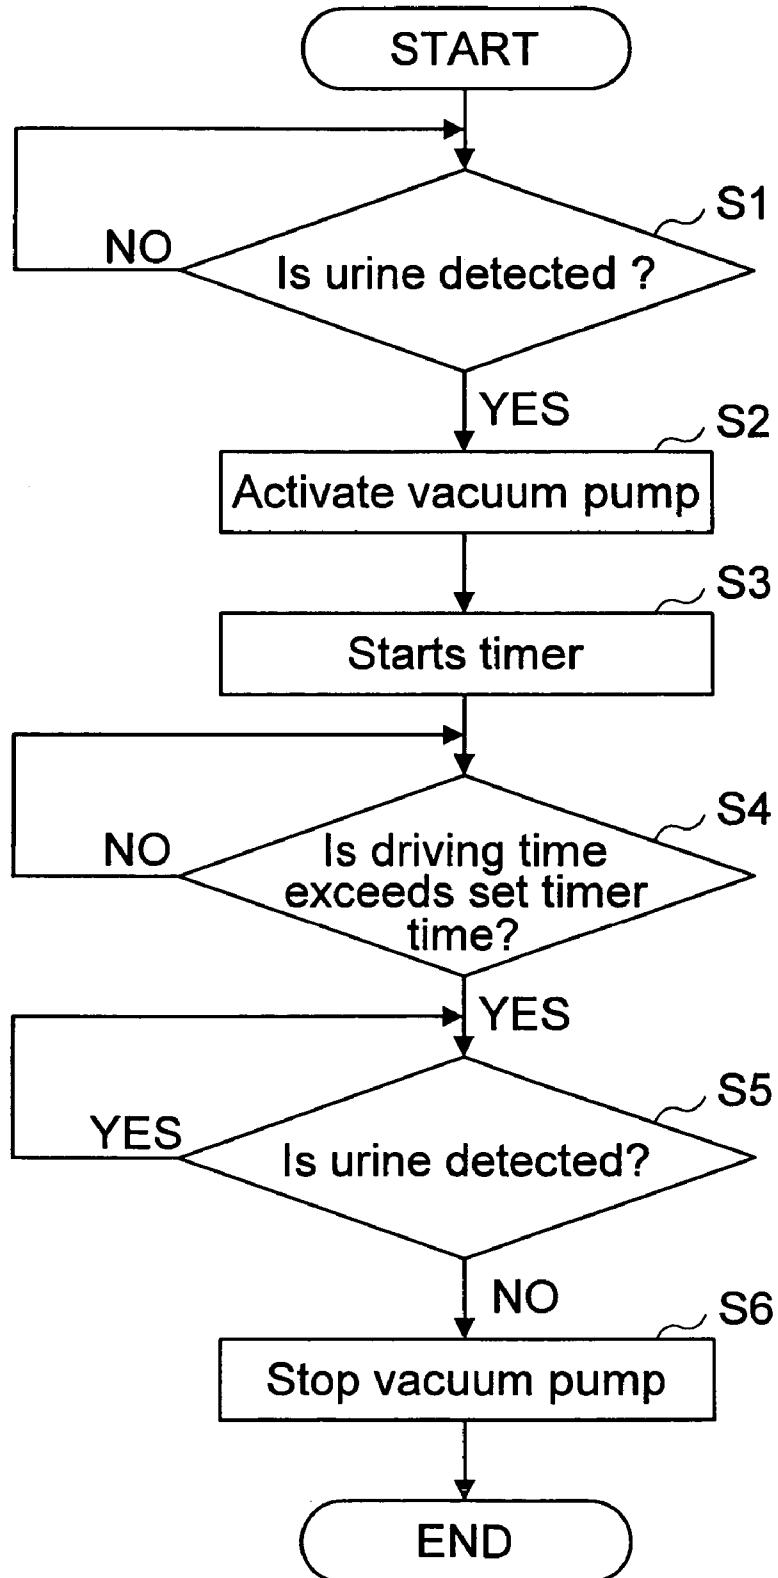 START
S1
NO
Is urine detected ?
YES
S2
Activate vacuum pump
S3
Starts timer
S4
NO
Is driving time
exceeds set timer
time?
YES
S5
YES
Is urine detected?
NO
S6
Stop vacuum pump
END